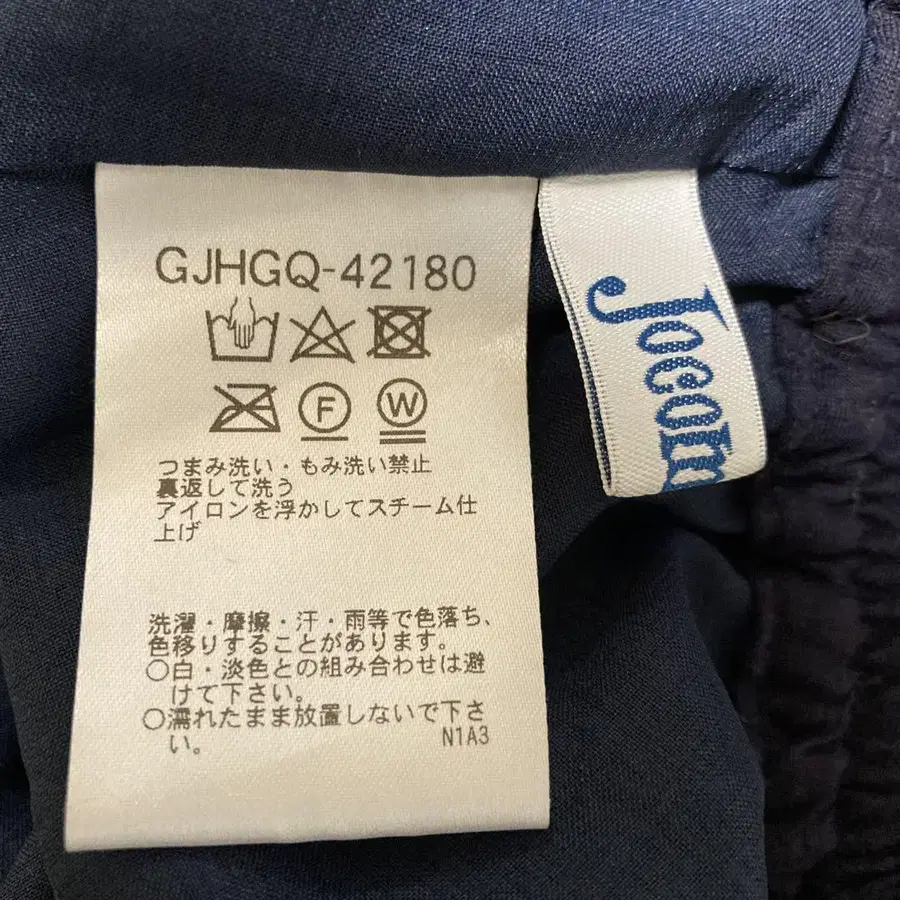 GJHGQ-42180
F
W
つまみ洗い・もみ洗い禁止
裏返して洗う
アイロンを浮かしてスチーム仕
上げ
洗濯・摩擦・汗・雨等で色落ち、
色移りすることがあります。
○白・淡色との組み合わせは避
けて下さい。
○濡れたまま放置しないで下さ
い。
N1A3